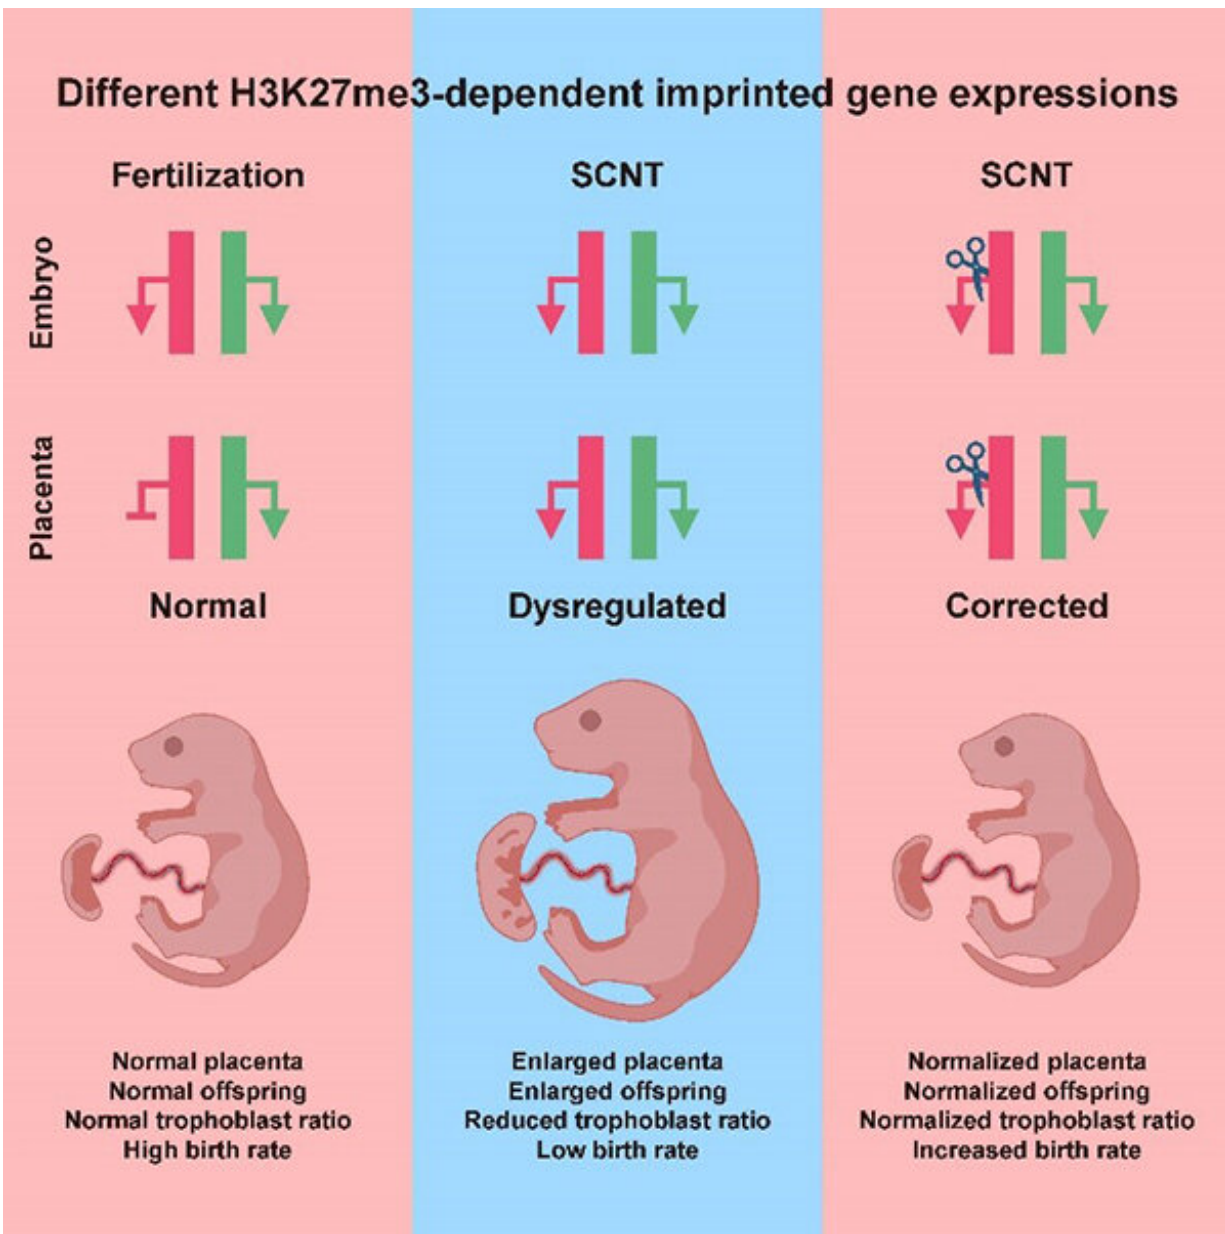 Different H3K27me3-dependent imprinted gene expressions
Fertilization
SCNT
SCNT
Embryo
Placenta
Normal
Dysregulated
Corrected
Normal placenta
Normal offspring
Normal trophoblast ratio
High birth rate
Enlarged placenta
Enlarged offspring
Reduced trophoblast ratio
Low birth rate
Normalized placenta
Normalized offspring
Normalized trophoblast ratio
Increased birth rate